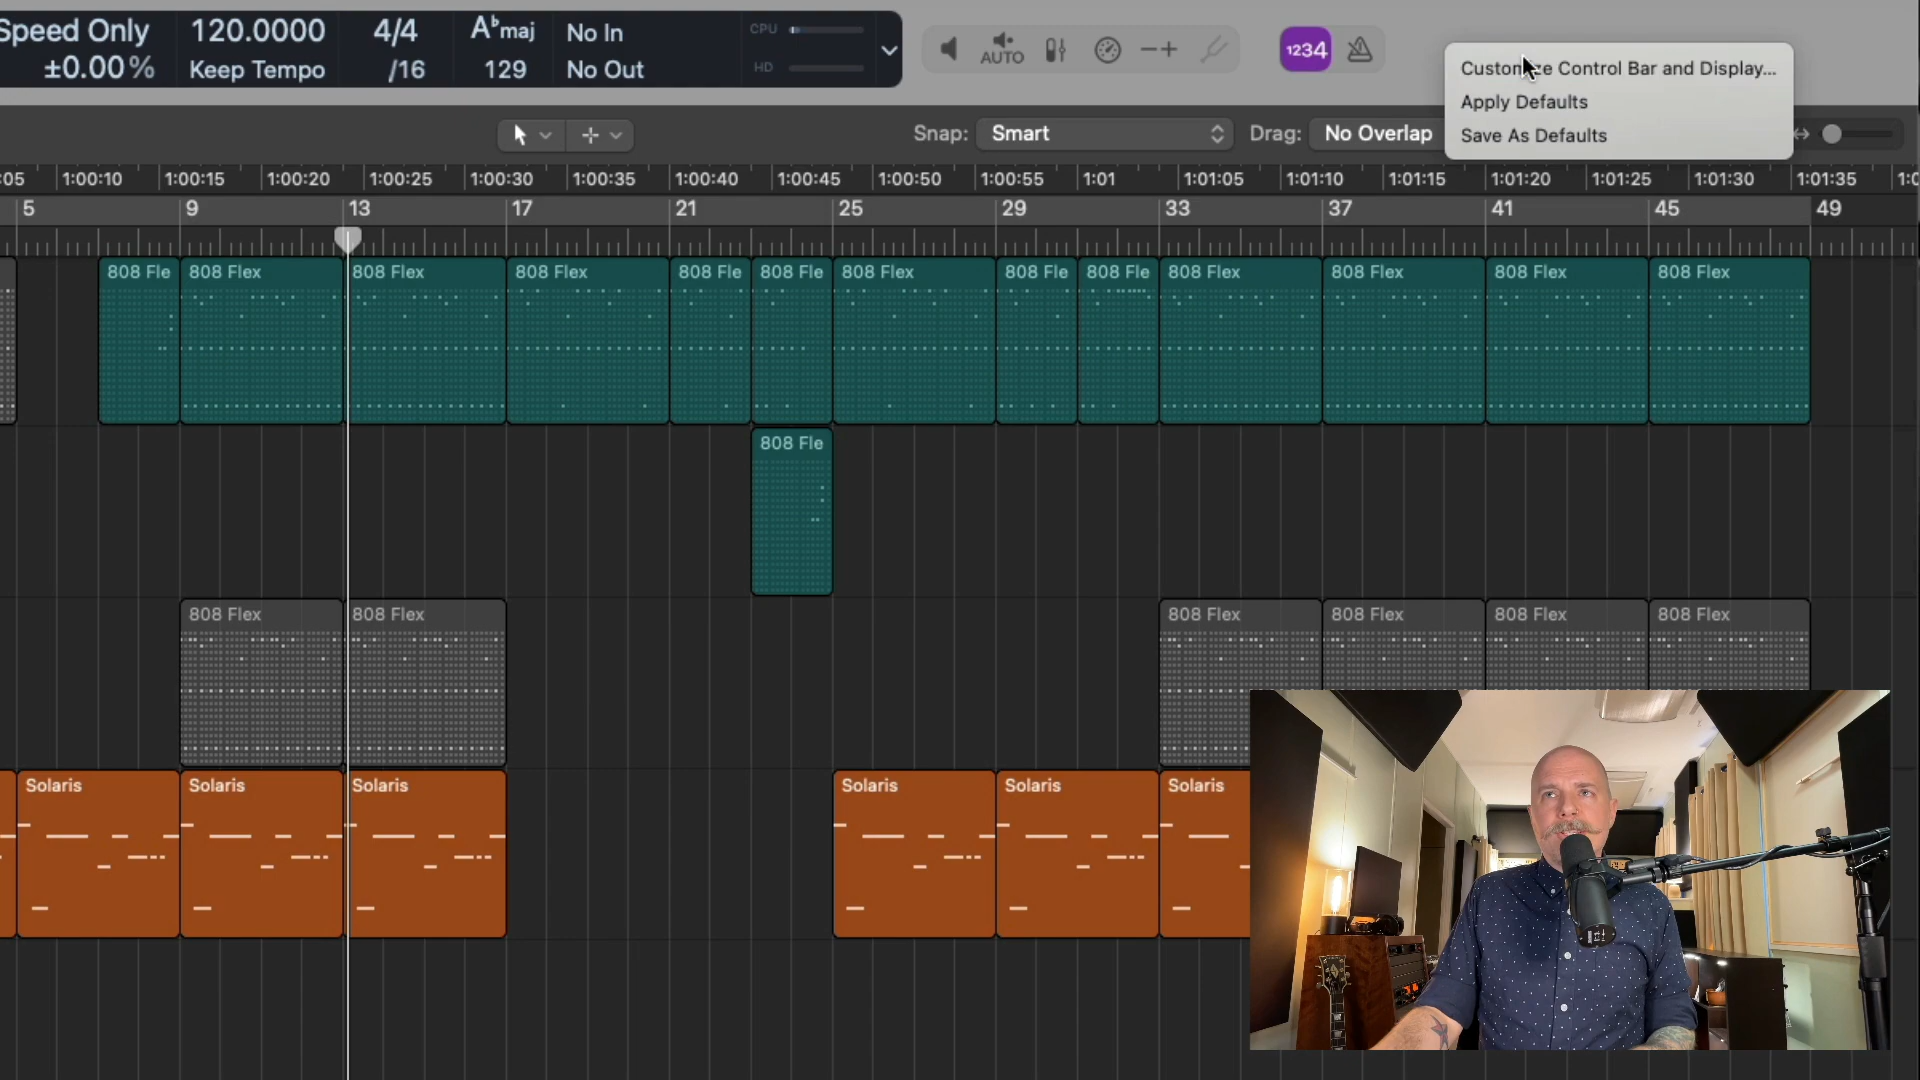 Speed Only 120.0000 4/4 A♭maj No In CPU
±0.00% Keep Tempo /16 129 No Out HD
AUTO 1234
Customize Control Bar and Display...
Apply Defaults
Save As Defaults
Snap: Smart Drag: No Overlap
:05 1:00:10 1:00:15 1:00:20 1:00:25 1:00:30 1:00:35 1:00:40 1:00:45 1:00:50 1:00:55 1:01 1:01:05 1:01:10 1:01:15 1:01:20 1:01:25 1:01:30 1:01:35
5 9 13 17 21 25 29 33 37 41 45 49
808 Fle 808 Flex 808 Flex 808 Flex 808 Fle 808 Fle 808 Flex 808 Fle 808 Fle 808 Flex 808 Flex 808 Flex 808 Flex
808 Fle
808 Flex 808 Flex 808 Flex 808 Flex 808 Flex 808 Flex
Solaris Solaris Solaris Solaris Solaris Solaris